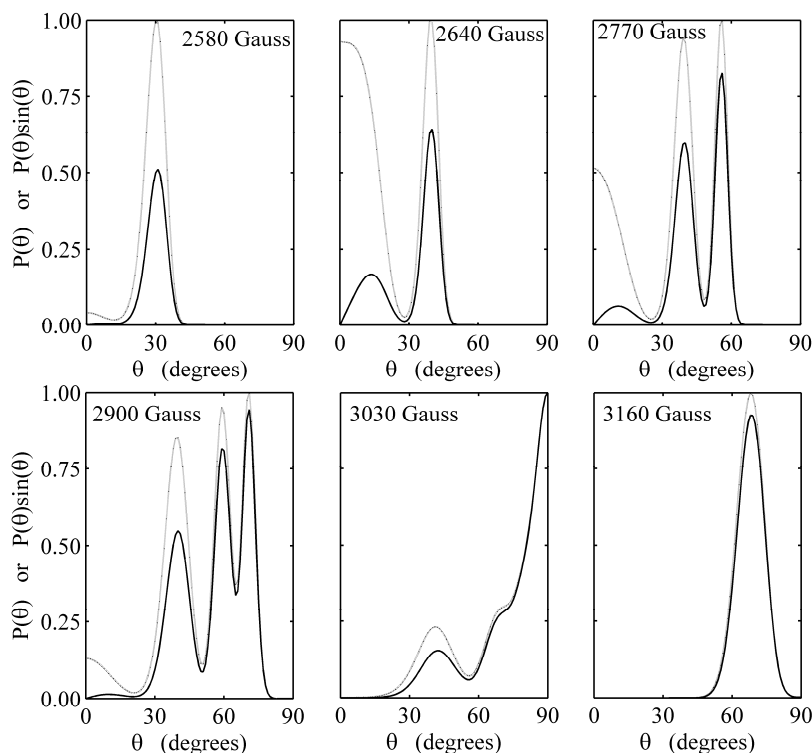 P(θ) or P(θ)sin(θ)
1.00
0.75
0.50
0.25
0.00
2580 Gauss
0 30 60 90
θ (degrees)
2640 Gauss
0 30 60 90
θ (degrees)
2770 Gauss
0 30 60 90
θ (degrees)
P(θ) or P(θ)sin(θ)
1.00
0.75
0.50
0.25
0.00
2900 Gauss
0 30 60 90
θ (degrees)
3030 Gauss
0 30 60 90
θ (degrees)
3160 Gauss
0 30 60 90
θ (degrees)